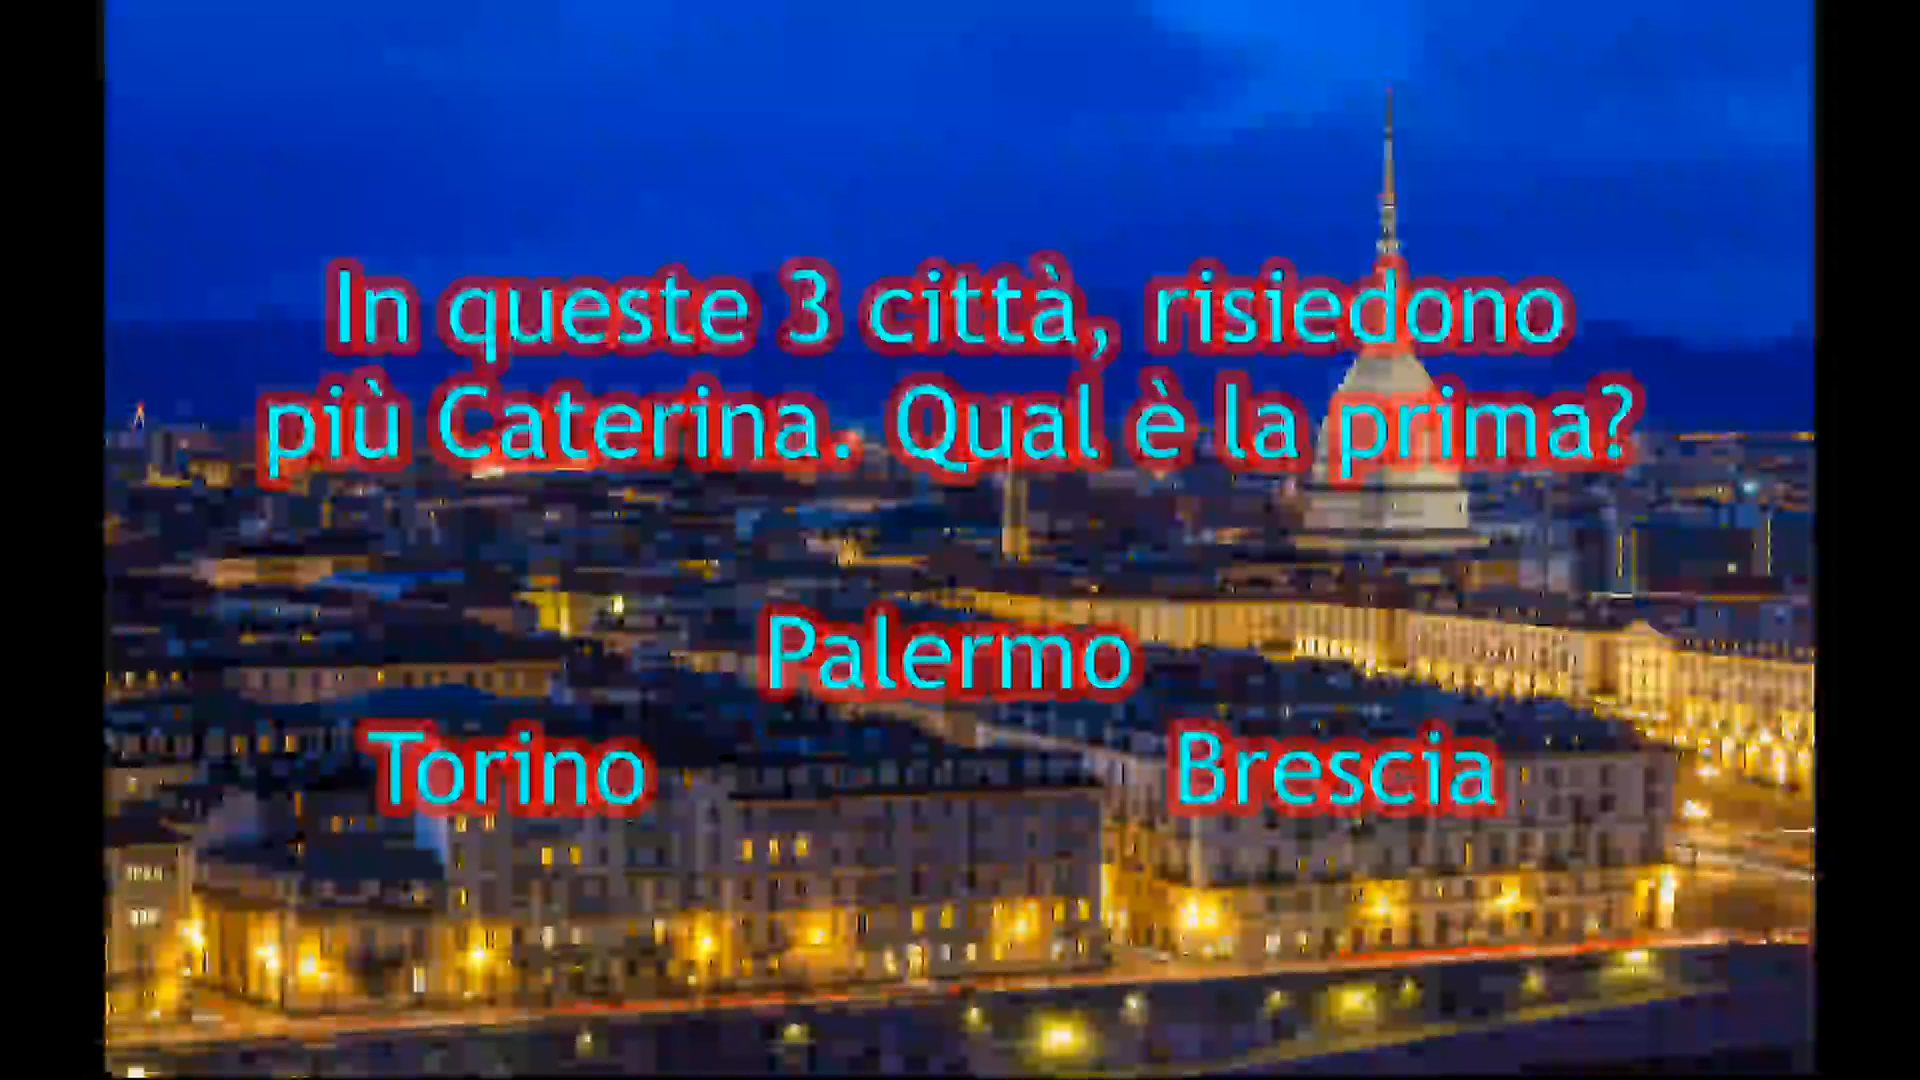 In queste 3 città, risiedono
più Caterina. Qual è la prima?
Palermo
Torino
Brescia